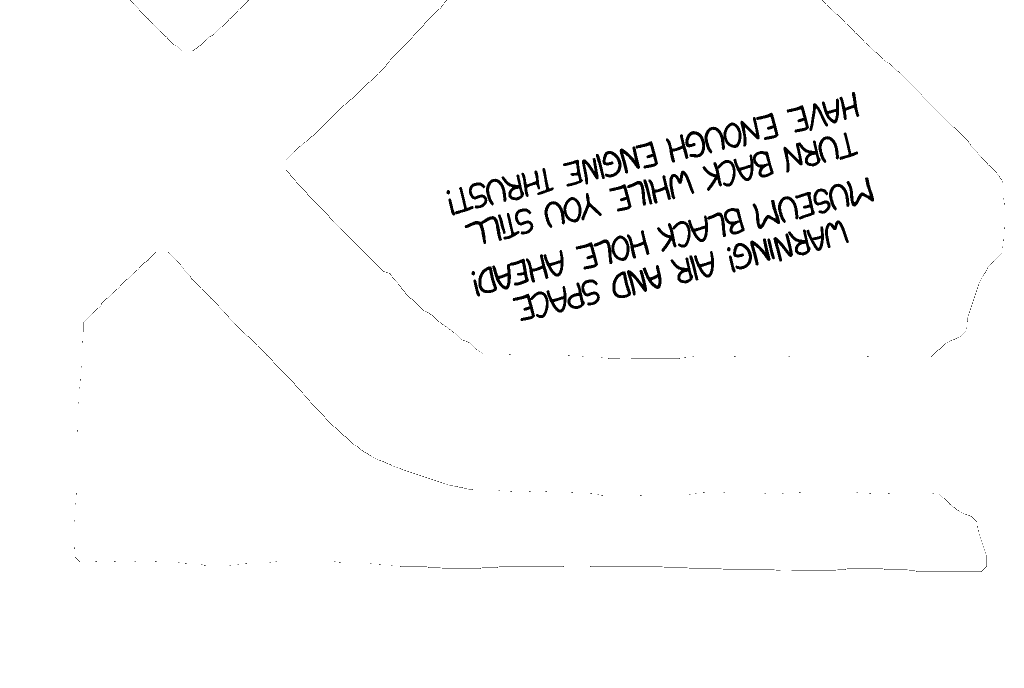 WARNING! AIR AND SPACE
MUSEUM BLACK HOLE AHEAD!
TURN BACK WHILE YOU STILL
HAVE ENOUGH ENGINE THRUST!